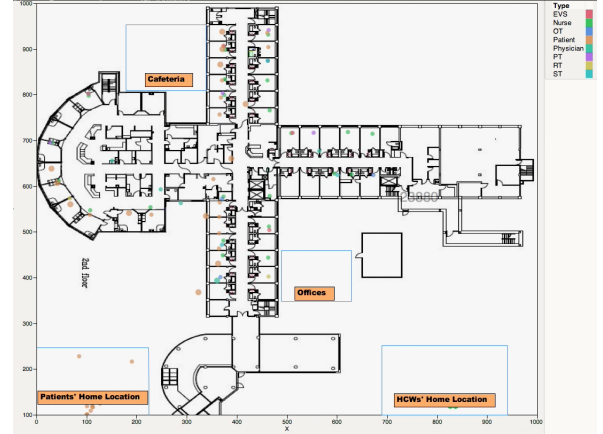 Type
EVS
Nurse
OT
Patient
Physician
PT
RT
ST
1000
900
800
700
600
500
400
300
200
100
Cafeteria
2nd floor
Offices
Patients' Home Location
HCWs' Home Location
100
200
300
400
500
600
700
800
900
1000
X